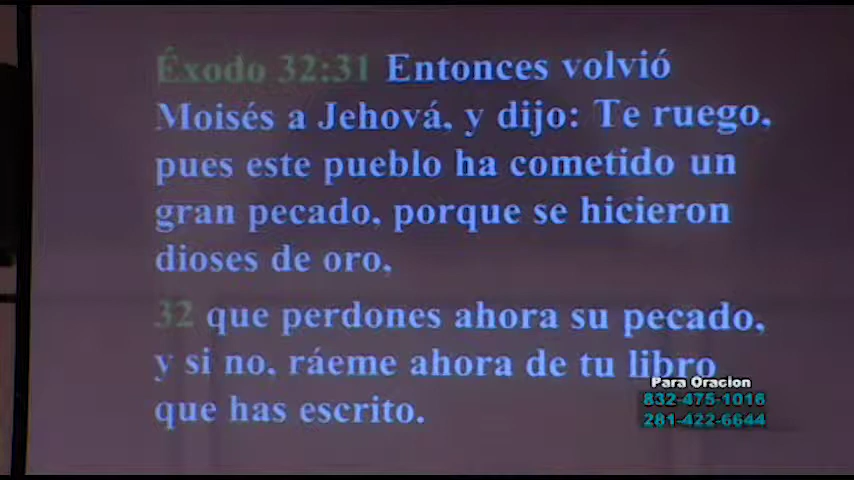 Éxodo 32:31 Entonces volvió
Moisés a Jehová, y dijo: Te ruego,
pues este pueblo ha cometido un
gran pecado, porque se hicieron
dioses de oro,
32 que perdones ahora su pecado,
y si no, ráeme ahora de tu libro
que has escrito.
Para Oracion
832-475-1016
281-422-6644